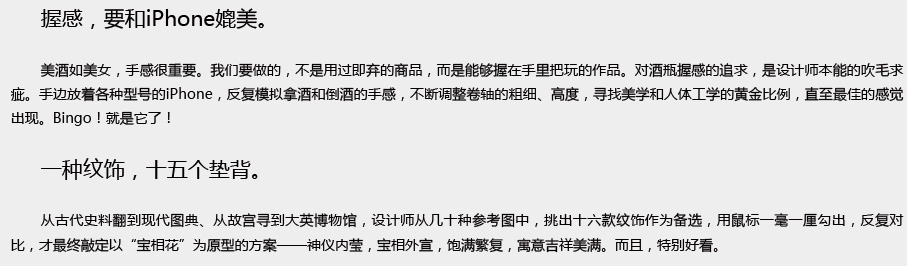 握感，要和iPhone媲美。
美酒如美女，手感很重要。我们要做的，不是用过即弃的商品，而是能够握在手里把玩的作品。对酒瓶握感的追求，是设计师本能的吹毛求
疵。手边放着各种型号的iPhone，反复模拟拿酒和倒酒的手感，不断调整卷轴的粗细、高度，寻找美学和人体工学的黄金比例，直至最佳的感觉
出现。Bingo！就是它了！
一种纹饰，十五个垫背。
从古代史料翻到现代图典、从故宫寻到大英博物馆，设计师从几十种参考图中，挑出十六款纹饰作为备选，用鼠标一毫一厘勾出，反复对
比，才最终敲定以“宝相花”为原型的方案——神仪内莹，宝相外宣，饱满繁复，寓意吉祥美满。而且，特别好看。